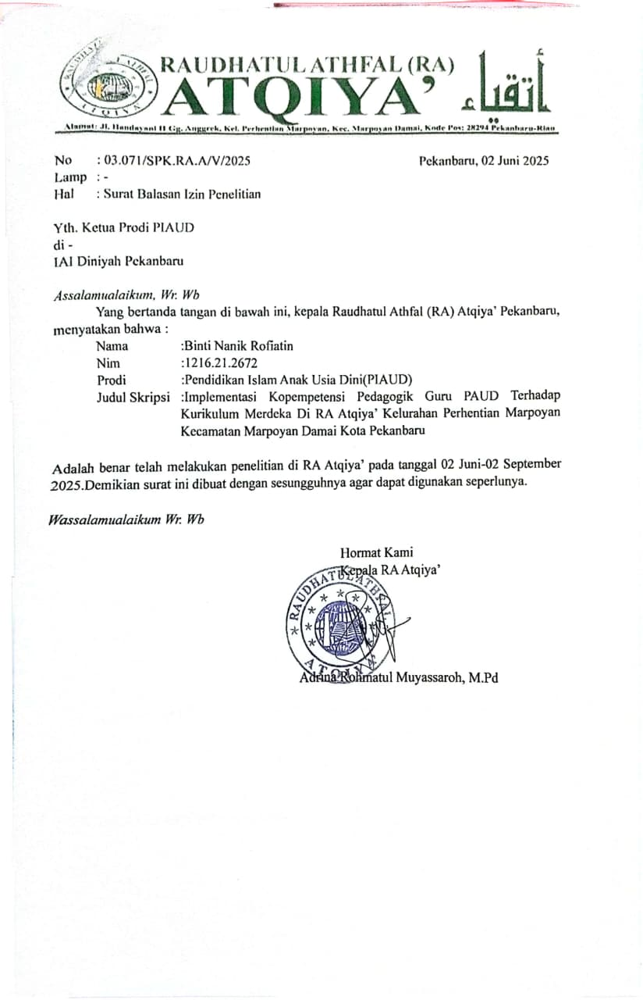 RAUDHATUL ATHFAL (RA)
ATQIYA’
أتقياء
Alamat: Jl. Handayani II Gg. Anggrek, Kel. Perhentian Marpoyan, Kec. Marpoyan Damai, Kode Pos: 28294 Pekanbaru-Riau
No : 03.071/SPK.RA.A/V/2025 Pekanbaru, 02 Juni 2025
Lamp : -
Hal : Surat Balasan Izin Penelitian
Yth. Ketua Prodi PIAUD
di -
IAI Diniyah Pekanbaru
Assalamualaikum, Wr. Wb
Yang bertanda tangan di bawah ini, kepala Raudhatul Athfal (RA) Atqiya’ Pekanbaru,
menyatakan bahwa :
Nama :Binti Nanik Rofiatin
Nim :1216.21.2672
Prodi :Pendidikan Islam Anak Usia Dini(PIAUD)
Judul Skripsi :Implementasi Kopempetensi Pedagogik Guru PAUD Terhadap
Kurikulum Merdeka Di RA Atqiya’ Kelurahan Perhentian Marpoyan
Kecamatan Marpoyan Damai Kota Pekanbaru
Adalah benar telah melakukan penelitian di RA Atqiya’ pada tanggal 02 Juni-02 September
2025.Demikian surat ini dibuat dengan sesungguhnya agar dapat digunakan seperlunya.
Wassalamualaikum Wr. Wb
Hormat Kami
Kepala RA Atqiya’
RAUDHATUL ATHFAL
ATQIYA'
Adrina Rohmatul Muyassaroh, M.Pd